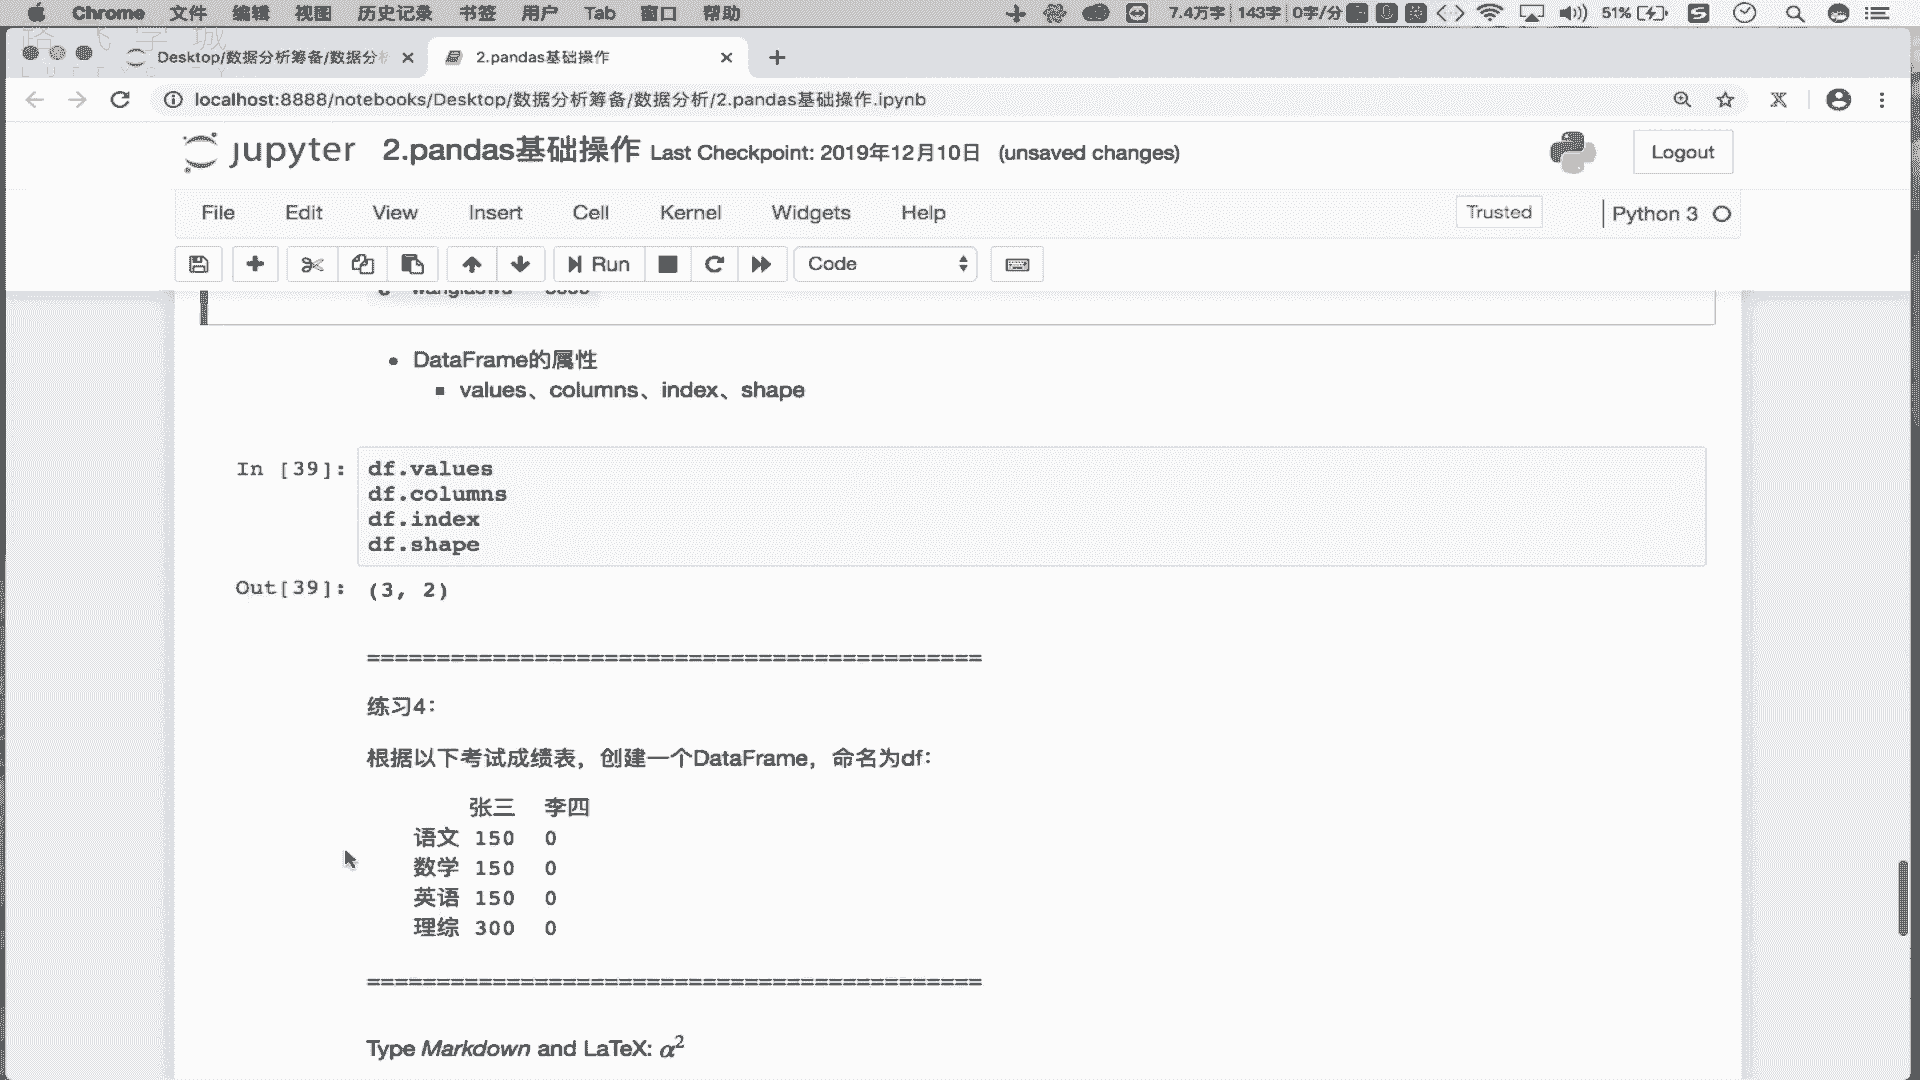 Chrome 文件 编辑 视图 历史记录 书签 用户 Tab 窗口 帮助 7.4万字 143字 0字/分 51%
路飞学城
Desktop/数据分析筹备/数据分析 2.pandas基础操作
localhost:8888/notebooks/Desktop/数据分析筹备/数据分析/2.pandas基础操作.ipynb
jupyter 2.pandas基础操作 Last Checkpoint: 2019年12月10日 (unsaved changes) Logout
File Edit View Insert Cell Kernel Widgets Help Trusted Python 3
Run Code
• DataFrame的属性
▪ values、columns、index、shape
In [39]: df.values
df.columns
df.index
df.shape
Out[39]: (3, 2)
============================================
练习4：
根据以下考试成绩表，创建一个DataFrame，命名为df：
张三 李四
语文 150 0
数学 150 0
英语 150 0
理综 300 0
============================================
Type Markdown and LaTeX: α²